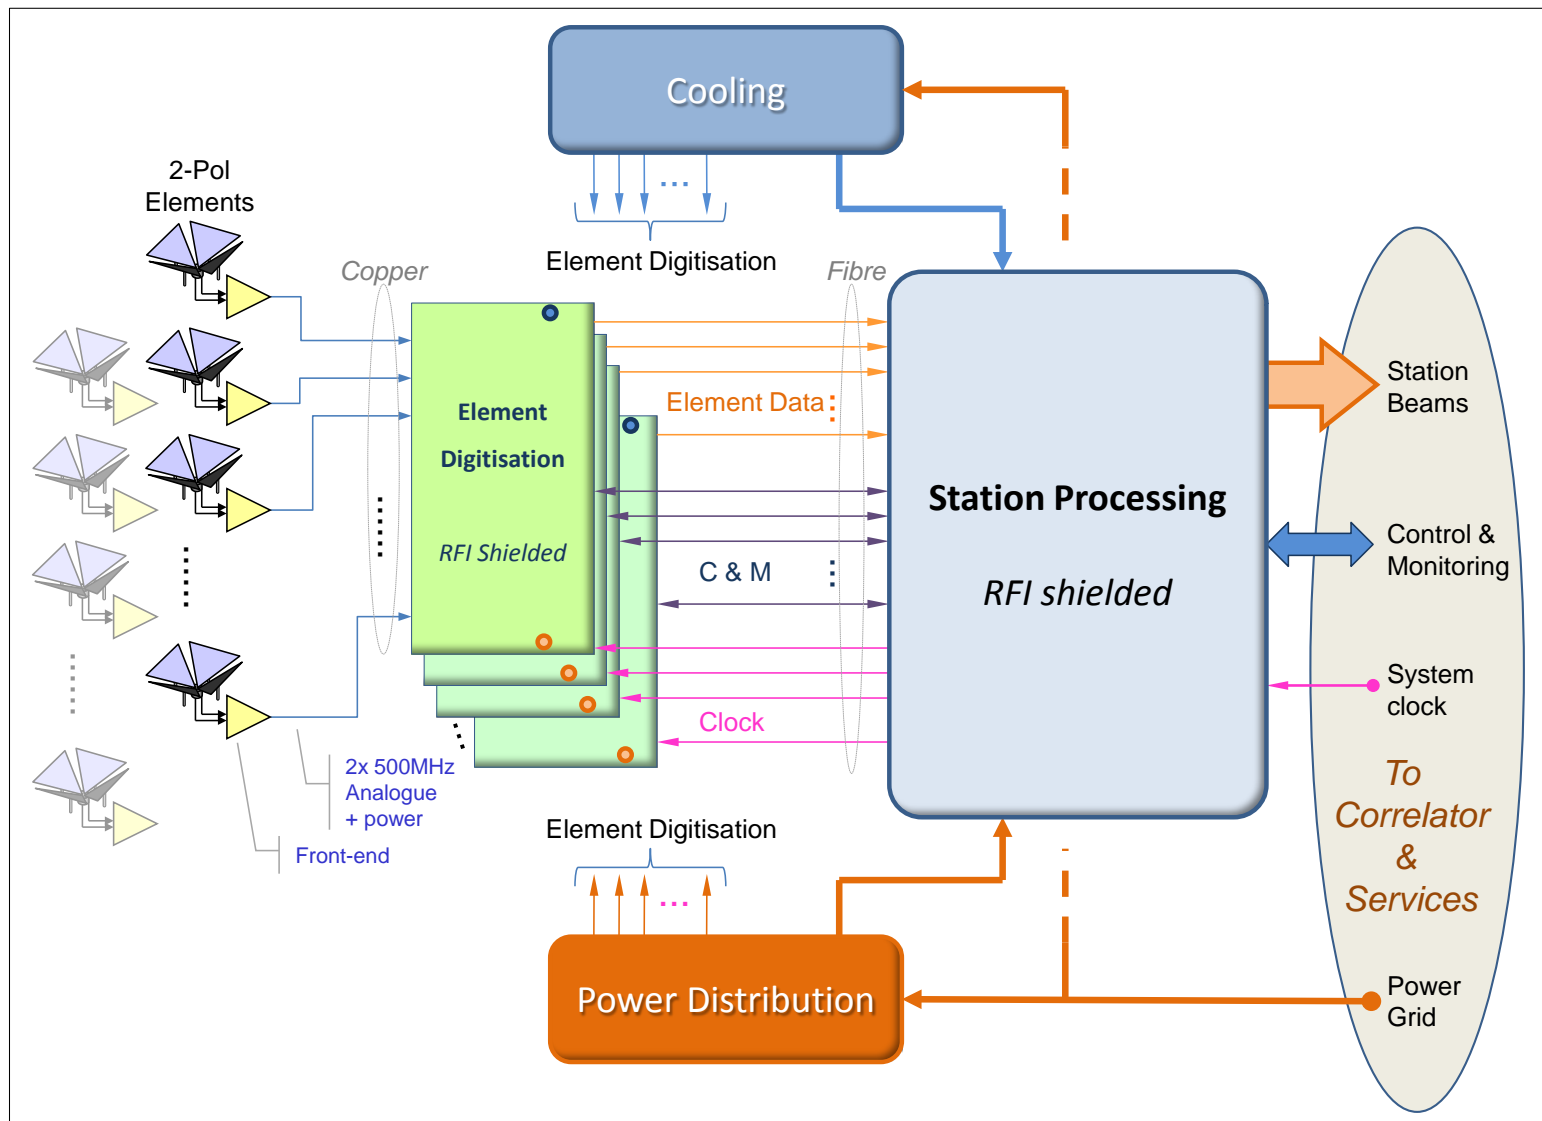 Cooling
2-Pol
Elements
Element Digitisation
Copper
Fibre
Element
Digitisation
RFI Shielded
Element Data
C & M
Clock
Station Processing
RFI shielded
Station
Beams
Control &
Monitoring
System
clock
To
Correlator
&
Services
2x 500MHz
Analogue
+ power
Front-end
Element Digitisation
Power Distribution
Power
Grid